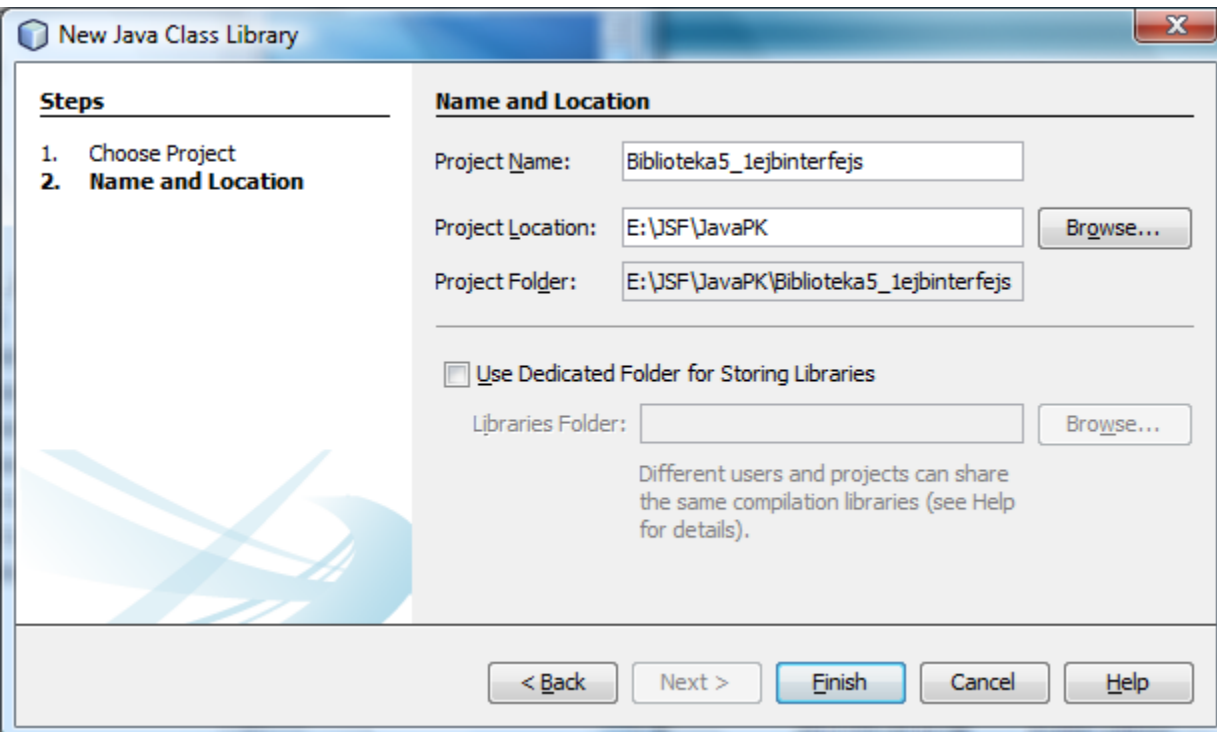 New Java Class Library
Steps
1. Choose Project
2. Name and Location
Name and Location
Project Name: Biblioteka5_1ejbinterfejs
Project Location: E:\JSF\JavaPK Browse...
Project Folder: E:\JSF\JavaPK\Biblioteka5_1ejbinterfejs
Use Dedicated Folder for Storing Libraries
Libraries Folder: Browse...
Different users and projects can share
the same compilation libraries (see Help
for details).
< Back Next > Finish Cancel Help